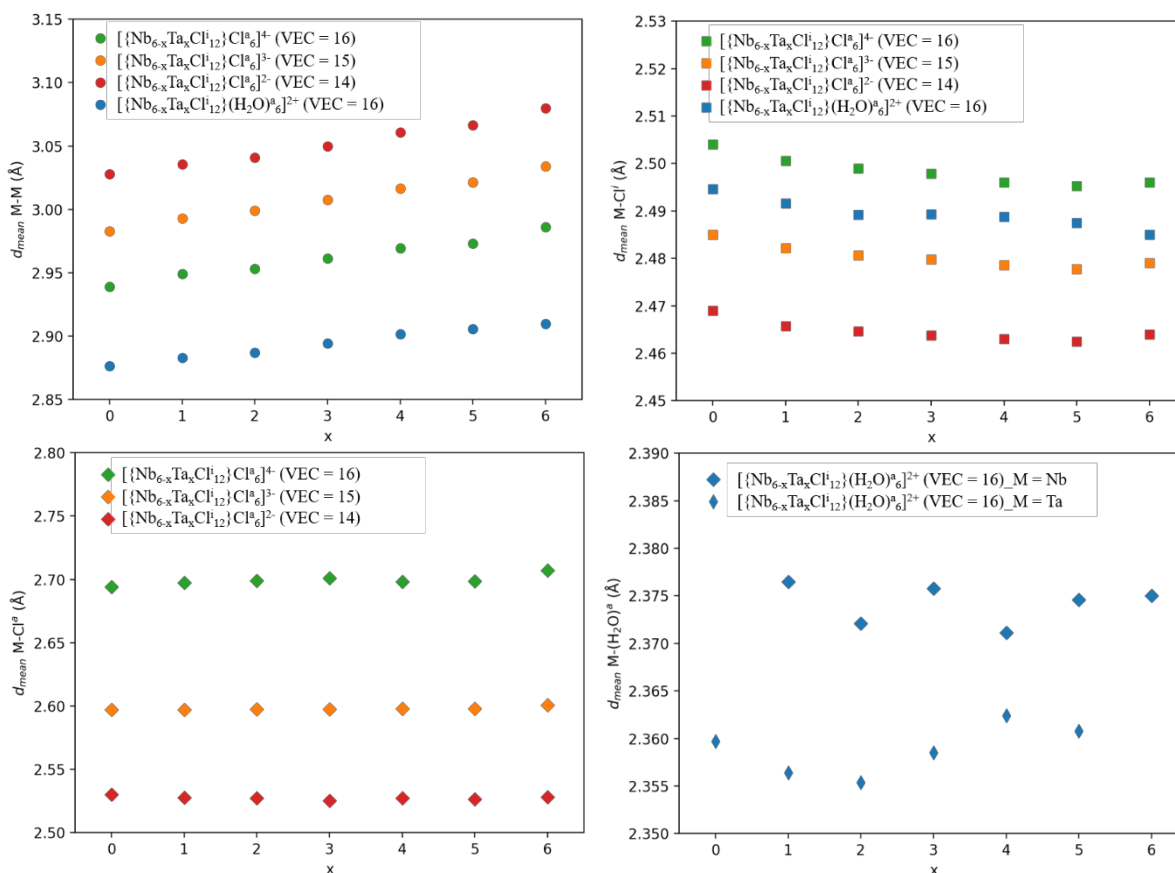 3.15
3.10
3.05
3.00
2.95
2.90
2.85
d_mean M-M (Å)
[{Nb₆₋ₓTaₓClⁱ₁₂}Clᵃ₆]⁴⁻ (VEC = 16)
[{Nb₆₋ₓTaₓClⁱ₁₂}Clᵃ₆]³⁻ (VEC = 15)
[{Nb₆₋ₓTaₓClⁱ₁₂}Clᵃ₆]²⁻ (VEC = 14)
[{Nb₆₋ₓTaₓClⁱ₁₂}(H₂O)ᵃ₆]²⁺ (VEC = 16)
0 1 2 3 4 5 6
x
2.53
2.52
2.51
2.50
2.49
2.48
2.47
2.46
2.45
d_mean M-Clⁱ (Å)
[{Nb₆₋ₓTaₓClⁱ₁₂}Clᵃ₆]⁴⁻ (VEC = 16)
[{Nb₆₋ₓTaₓClⁱ₁₂}Clᵃ₆]³⁻ (VEC = 15)
[{Nb₆₋ₓTaₓClⁱ₁₂}Clᵃ₆]²⁻ (VEC = 14)
[{Nb₆₋ₓTaₓClⁱ₁₂}(H₂O)ᵃ₆]²⁺ (VEC = 16)
0 1 2 3 4 5 6
x
2.80
2.75
2.70
2.65
2.60
2.55
2.50
d_mean M-Clᵃ (Å)
[{Nb₆₋ₓTaₓClⁱ₁₂}Clᵃ₆]⁴⁻ (VEC = 16)
[{Nb₆₋ₓTaₓClⁱ₁₂}Clᵃ₆]³⁻ (VEC = 15)
[{Nb₆₋ₓTaₓClⁱ₁₂}Clᵃ₆]²⁻ (VEC = 14)
0 1 2 3 4 5 6
x
2.390
2.385
2.380
2.375
2.370
2.365
2.360
2.355
2.350
d_mean M-(H₂O)ᵃ (Å)
[{Nb₆₋ₓTaₓClⁱ₁₂}(H₂O)ᵃ₆]²⁺ (VEC = 16)_M = Nb
[{Nb₆₋ₓTaₓClⁱ₁₂}(H₂O)ᵃ₆]²⁺ (VEC = 16)_M = Ta
0 1 2 3 4 5 6
x